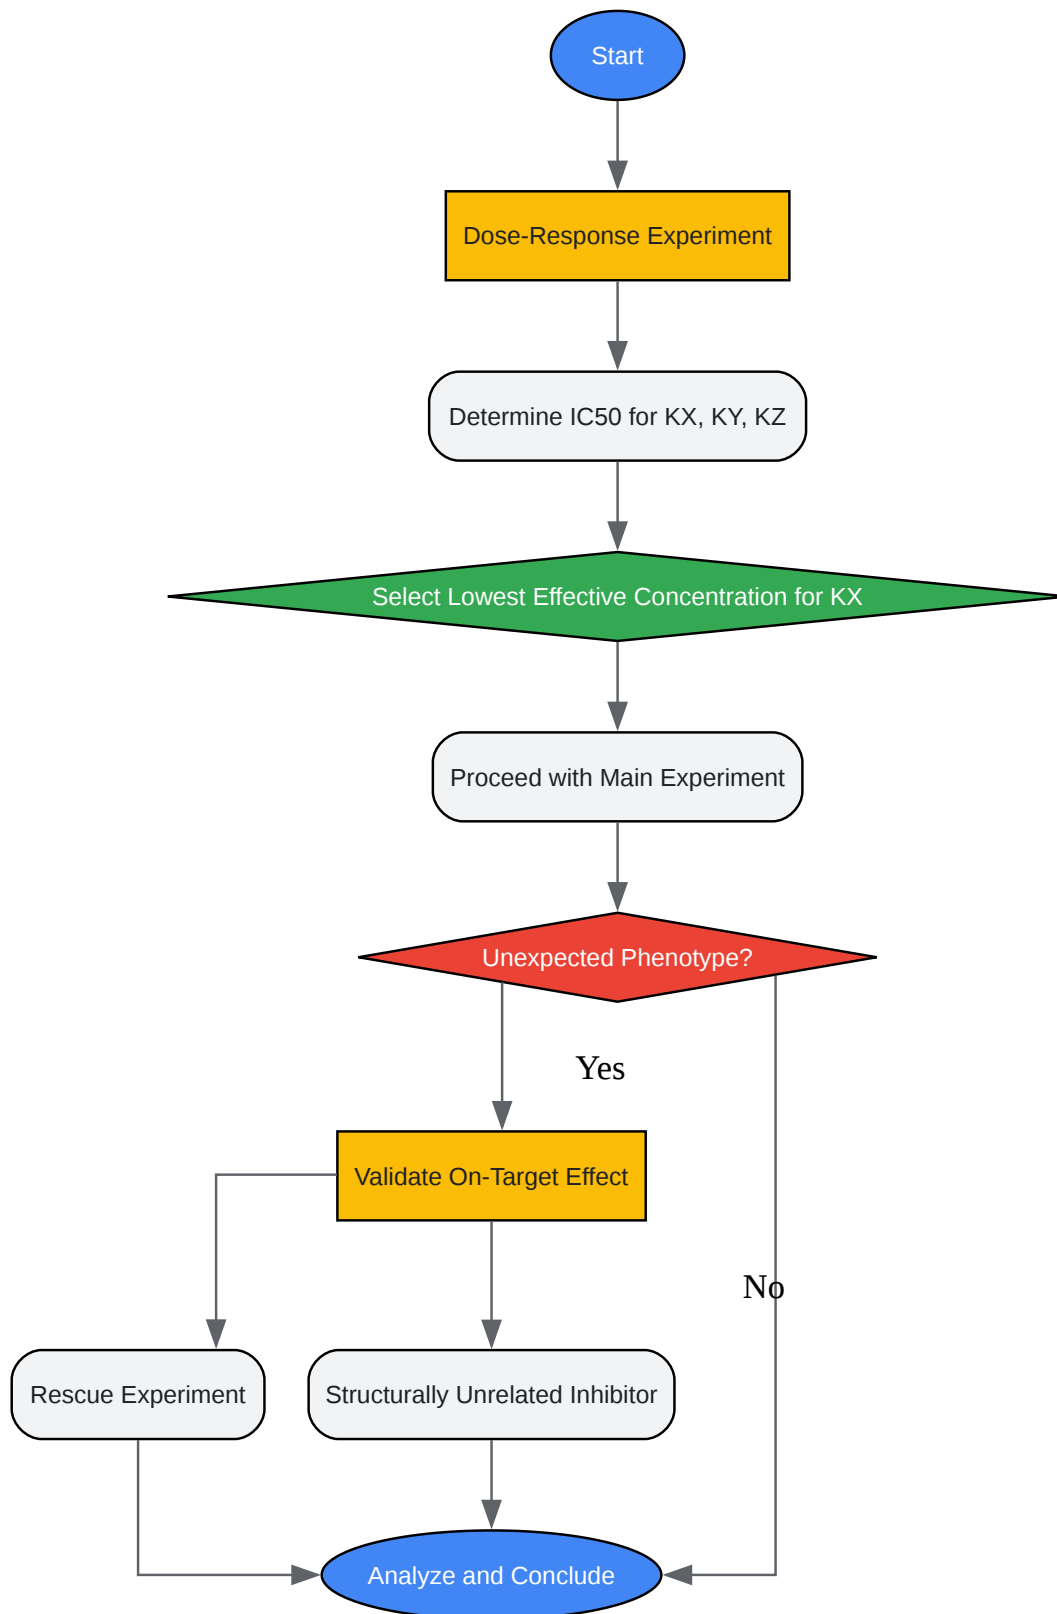 Start
Dose-Response Experiment
Determine IC50 for KX, KY, KZ
Select Lowest Effective Concentration for KX
Proceed with Main Experiment
Unexpected Phenotype?
Yes
Validate On-Target Effect
No
Rescue Experiment
Structurally Unrelated Inhibitor
Analyze and Conclude